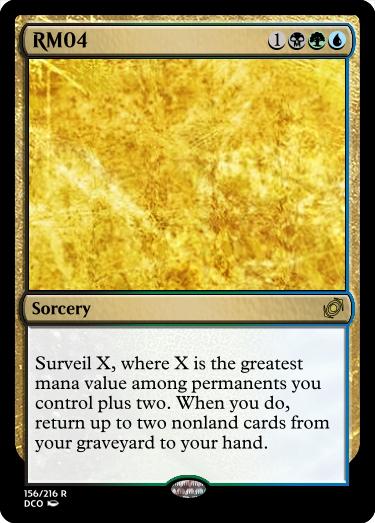 RM04 1
Sorcery
Surveil X, where X is the greatest
mana value among permanents you
control plus two. When you do,
return up to two nonland cards from
your graveyard to your hand.
156/216 R
DCO